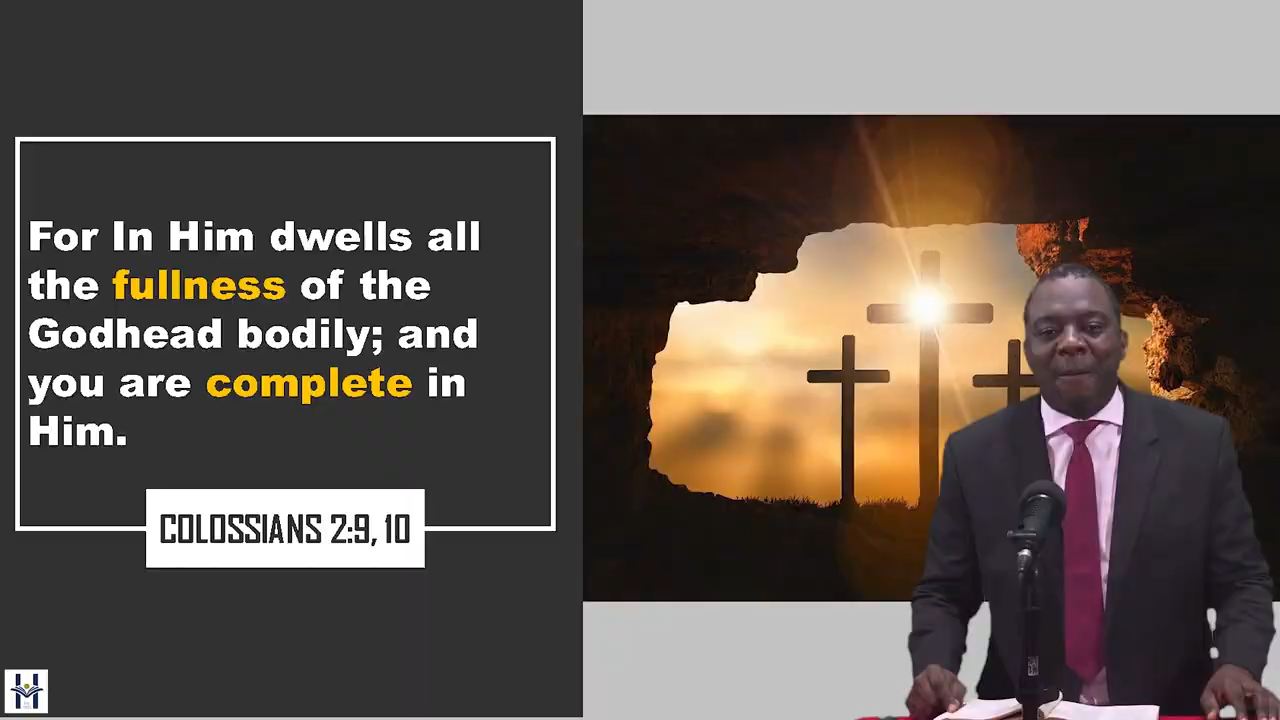 For In Him dwells all
the fullness of the
Godhead bodily; and
you are complete in
Him.
COLOSSIANS 2:9, 10
H